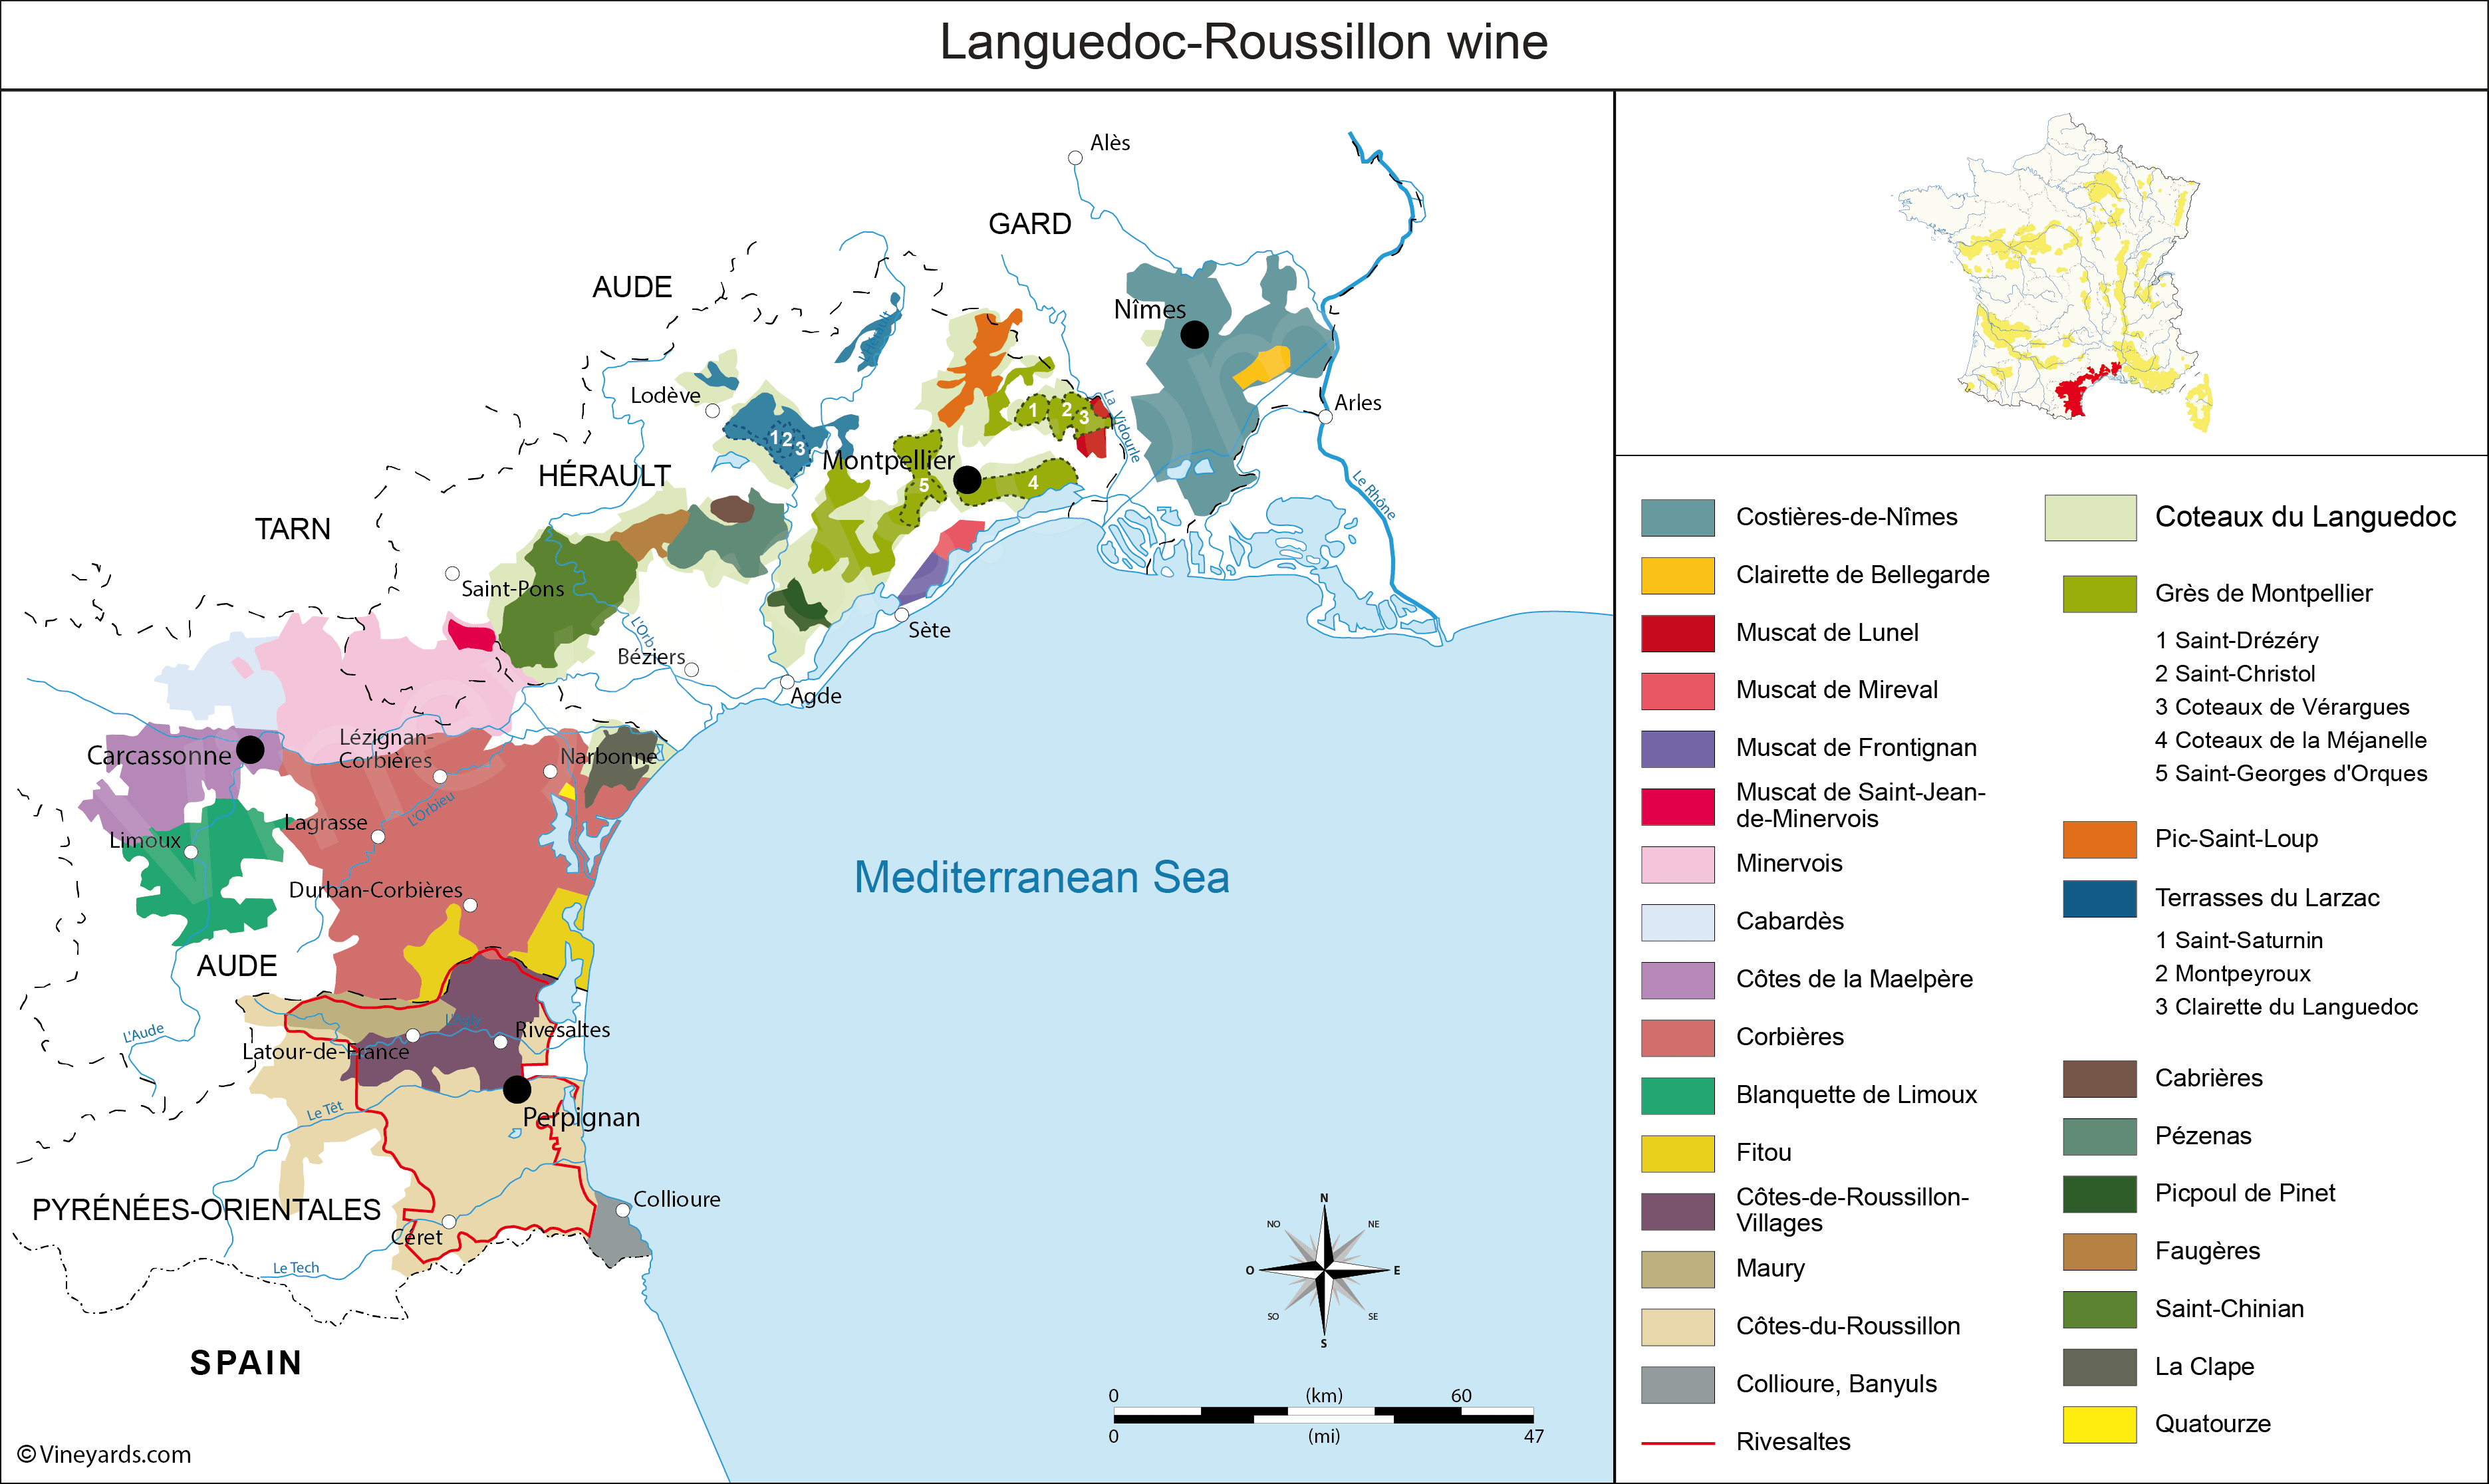 Languedoc-Roussillon wine
Alès
GARD
AUDE
Nîmes
Lodève
Arles
La Vidourle
1
2
3
1 2 3
Montpellier
5
4
HÉRAULT
Le Rhône
TARN
Saint-Pons
L'Orb
Sète
Béziers
Agde
Lézignan-
Corbières
Carcassonne
Narbonne
L'Orbieu
Lagrasse
Limoux
Mediterranean Sea
Durban-Corbières
AUDE
L'Agly
L'Aude
Rivesaltes
Latour-de-France
Le Têt
Perpignan
PYRÉNÉES-ORIENTALES
Collioure
Céret
Le Tech
SPAIN
N
NO
NE
O
E
SO
SE
S
0 (km) 60
0 (mi) 47
© Vineyards.com
Costières-de-Nîmes
Clairette de Bellegarde
Muscat de Lunel
Muscat de Mireval
Muscat de Frontignan
Muscat de Saint-Jean-
de-Minervois
Minervois
Cabardès
Côtes de la Maelpère
Corbières
Blanquette de Limoux
Fitou
Côtes-de-Roussillon-
Villages
Maury
Côtes-du-Roussillon
Collioure, Banyuls
Rivesaltes
Coteaux du Languedoc
Grès de Montpellier
1 Saint-Drézéry
2 Saint-Christol
3 Coteaux de Vérargues
4 Coteaux de la Méjanelle
5 Saint-Georges d'Orques
Pic-Saint-Loup
Terrasses du Larzac
1 Saint-Saturnin
2 Montpeyroux
3 Clairette du Languedoc
Cabrières
Pézenas
Picpoul de Pinet
Faugères
Saint-Chinian
La Clape
Quatourze